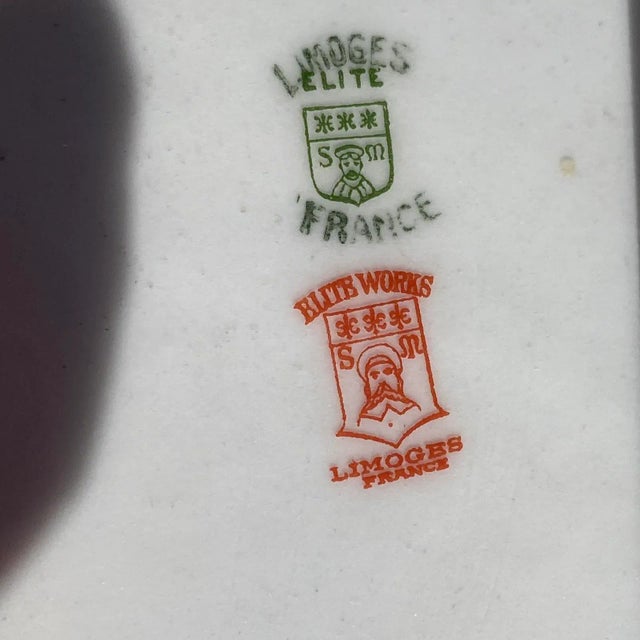 LIMOGES
ELITE
S M
FRANCE
ELITE WORKS
S M
LIMOGES
FRANCE